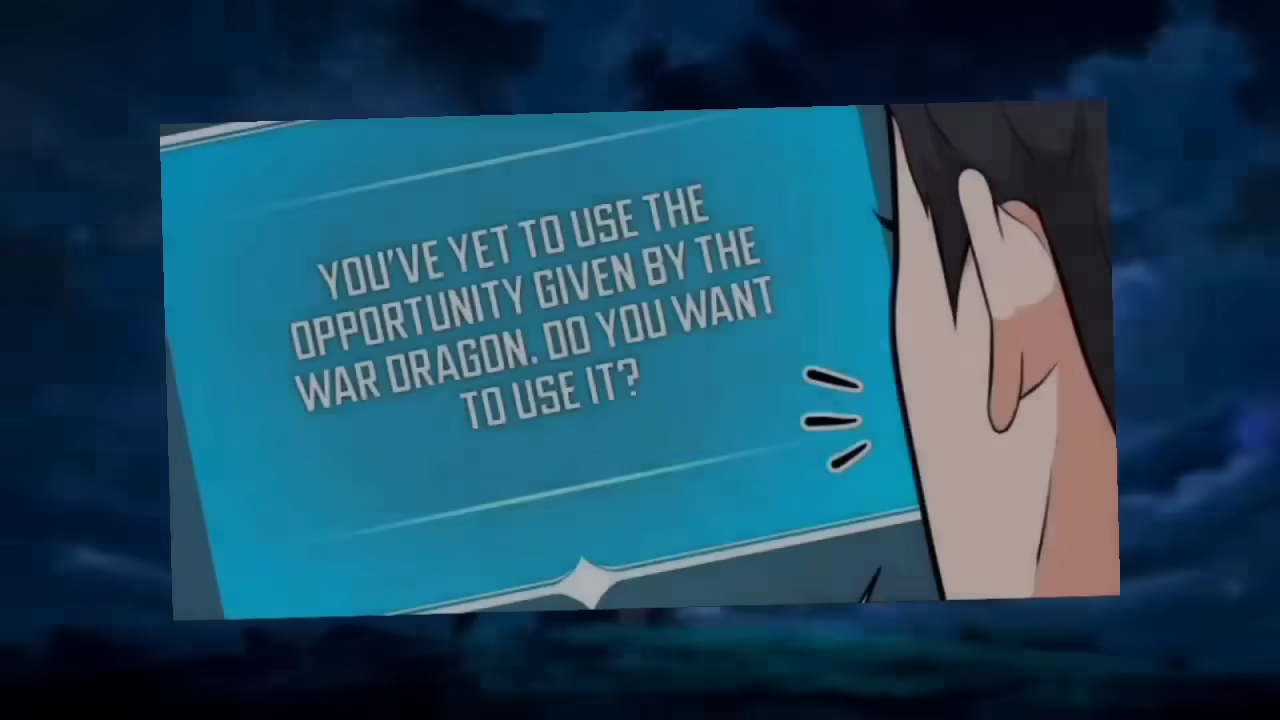 YOU'VE YET TO USE THE
OPPORTUNITY GIVEN BY THE
WAR DRAGON. DO YOU WANT
TO USE IT?